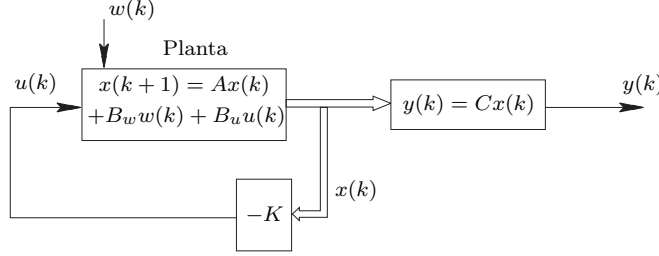 w(k)
Planta
u(k)
x(k + 1) = Ax(k)
+B_w w(k) + B_u u(k)
y(k) = Cx(k)
y(k)
x(k)
−K